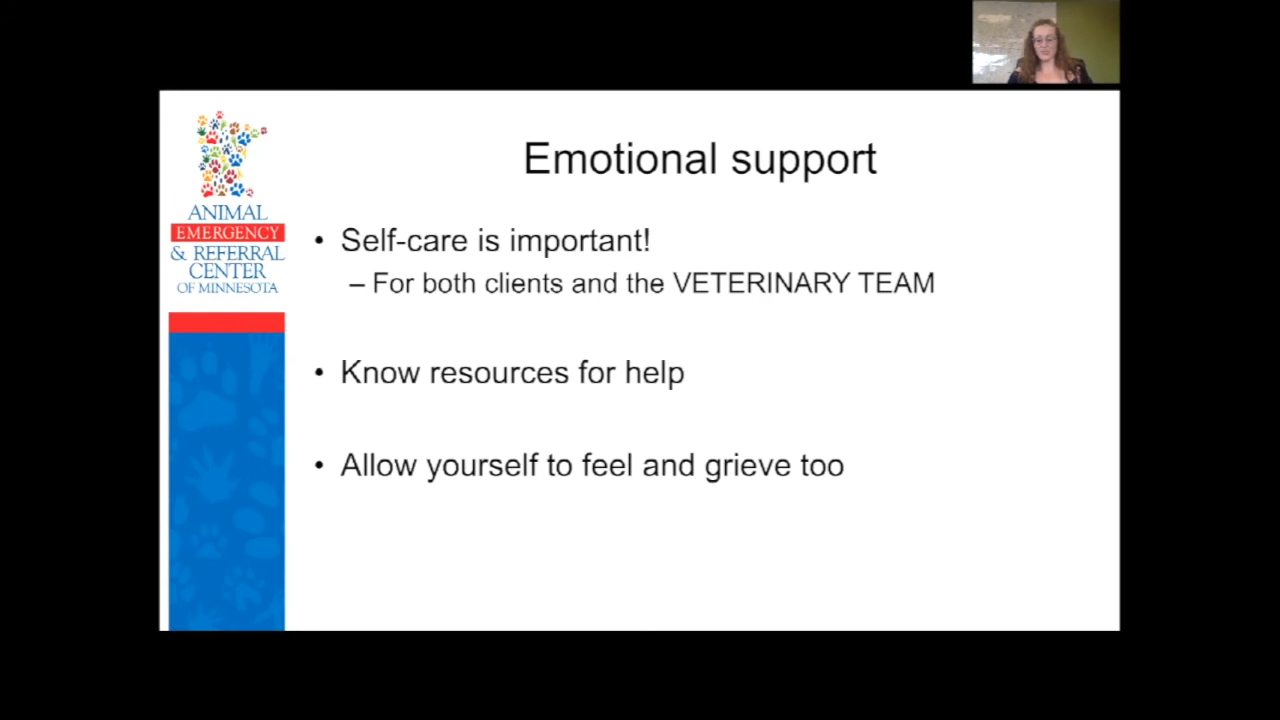 Emotional support
ANIMAL
EMERGENCY
& REFERRAL
CENTER
OF MINNESOTA
• Self-care is important!
– For both clients and the VETERINARY TEAM
• Know resources for help
• Allow yourself to feel and grieve too